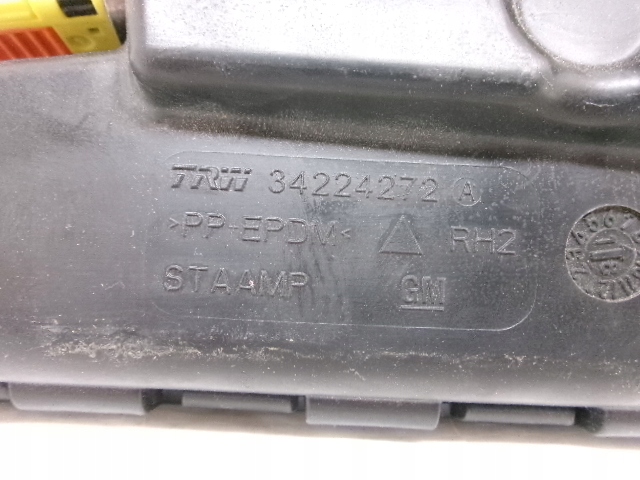 TRW 34224272 A
>PP-EPDM< RH2
STAAMP GM